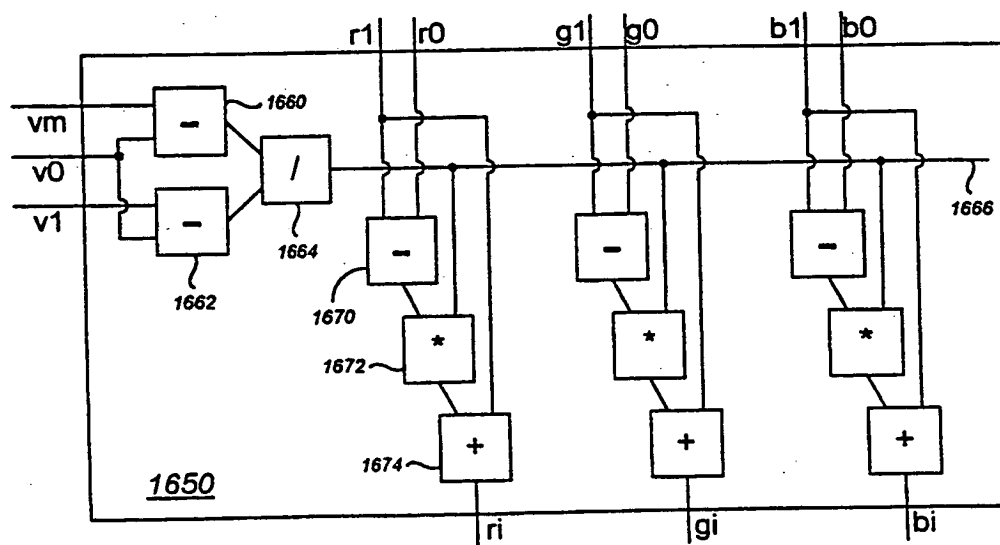 r1 r0 g1 g0 b1 b0
vm
v0
v1
- 1660
/
- 1662
1664
1666
- - -
1670
* * *
1672
+ + +
1674
1650
ri gi bi